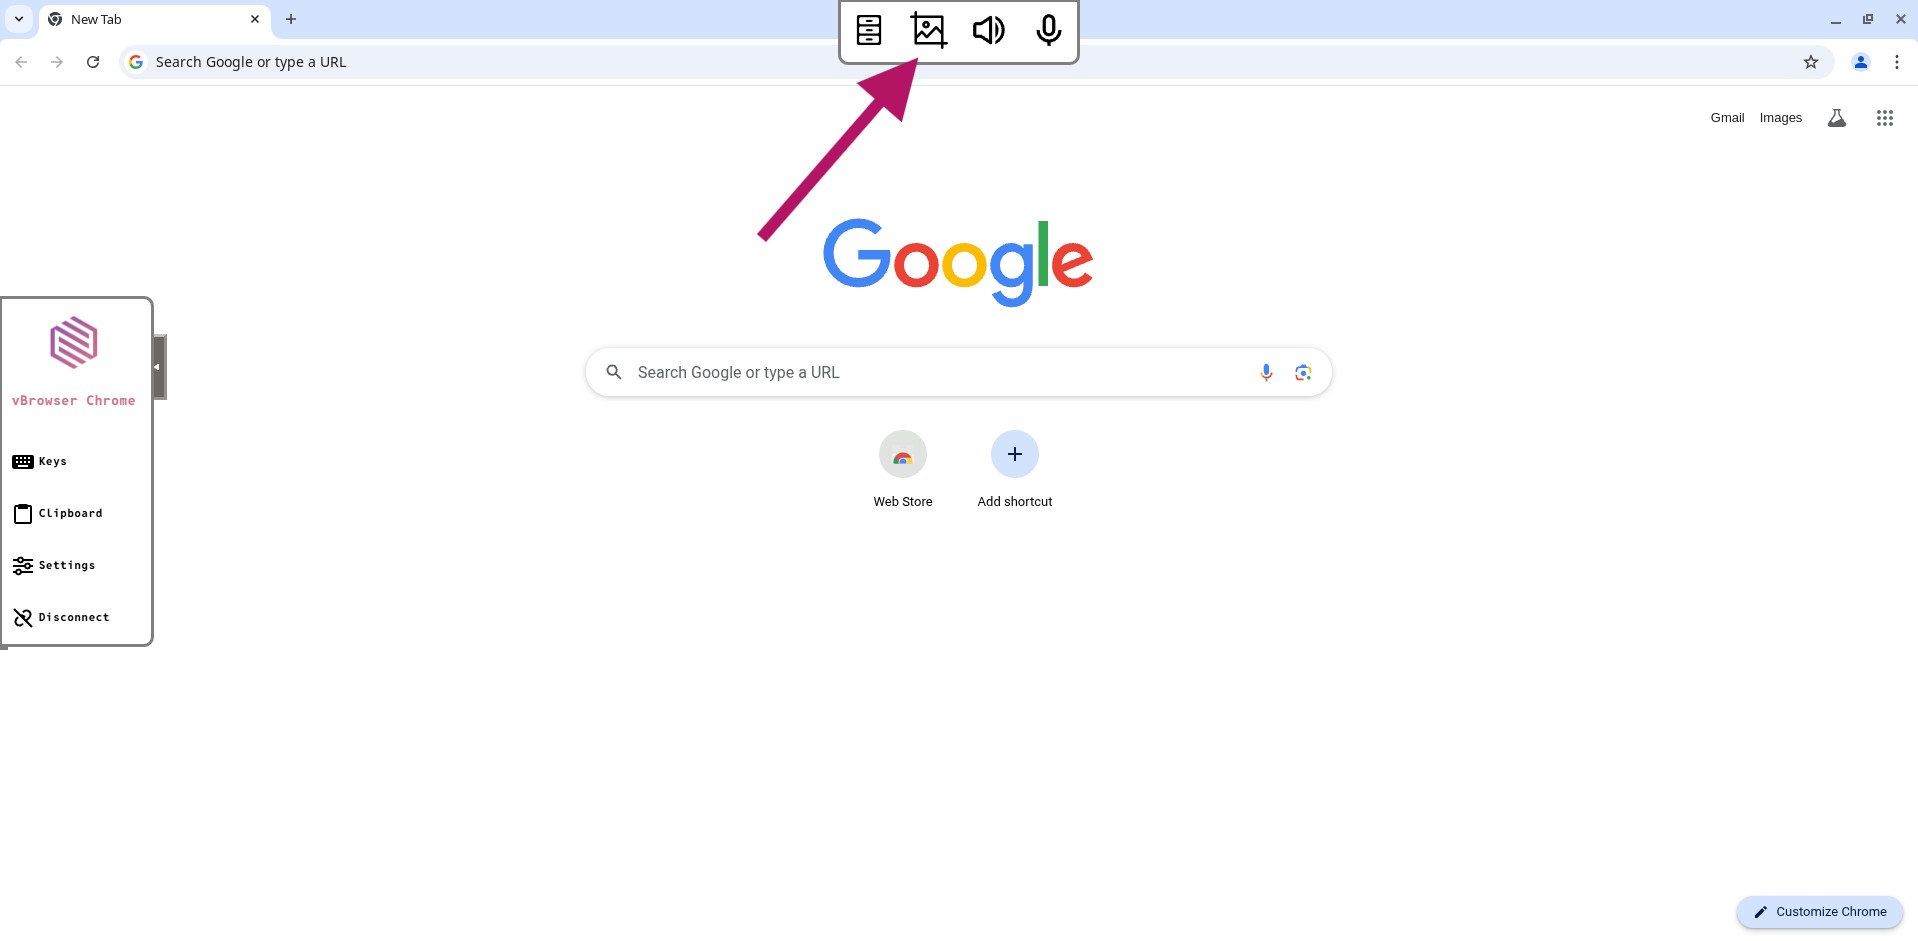 New Tab
Search Google or type a URL
Gmail Images
Google
vBrowser Chrome
Keys
Clipboard
Settings
Disconnect
Search Google or type a URL
Web Store
Add shortcut
Customize Chrome